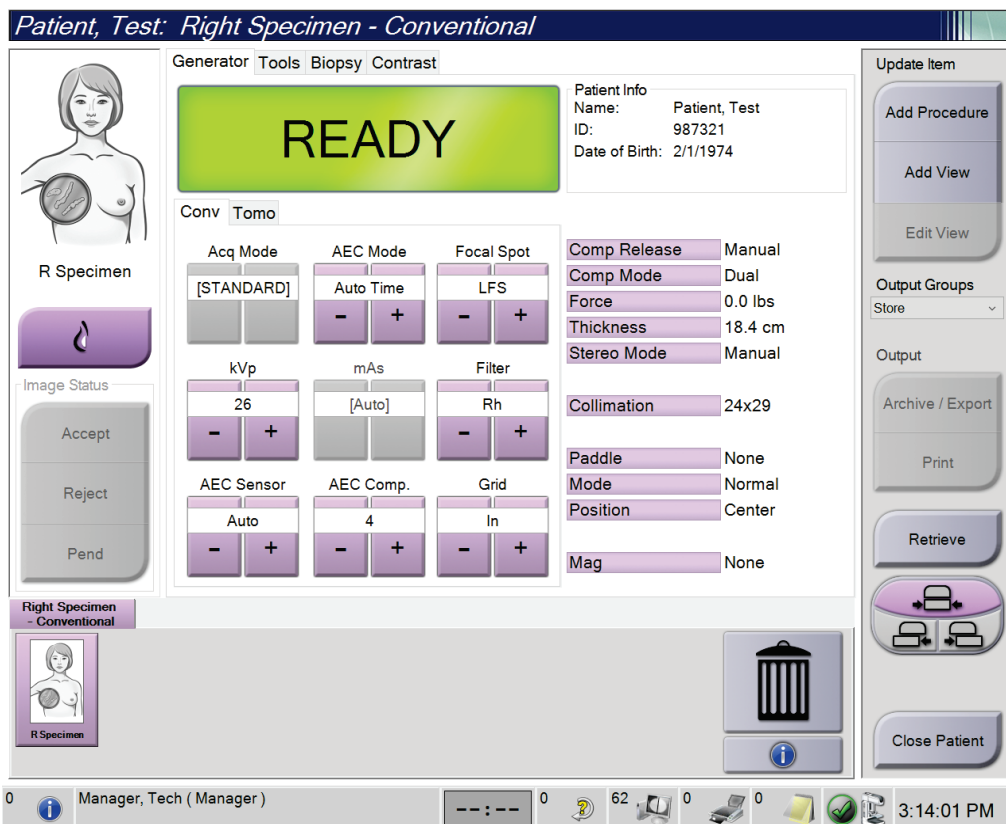 Patient, Test: Right Specimen - Conventional
R Specimen
Image Status
Accept
Reject
Pend
Generator Tools Biopsy Contrast
READY
Patient Info
Name: Patient, Test
ID: 987321
Date of Birth: 2/1/1974
Conv Tomo
Acq Mode AEC Mode Focal Spot
[STANDARD] Auto Time LFS
- + - +
kVp mAs Filter
26 [Auto] Rh
- + - +
AEC Sensor AEC Comp. Grid
Auto 4 In
- + - + - +
Comp Release Manual
Comp Mode Dual
Force 0.0 lbs
Thickness 18.4 cm
Stereo Mode Manual
Collimation 24x29
Paddle None
Mode Normal
Position Center
Mag None
Update Item
Add Procedure
Add View
Edit View
Output Groups
Store
Output
Archive / Export
Print
Retrieve
Close Patient
Right Specimen
- Conventional
R Specimen
0 Manager, Tech ( Manager ) --:-- 0 62 0 0 3:14:01 PM